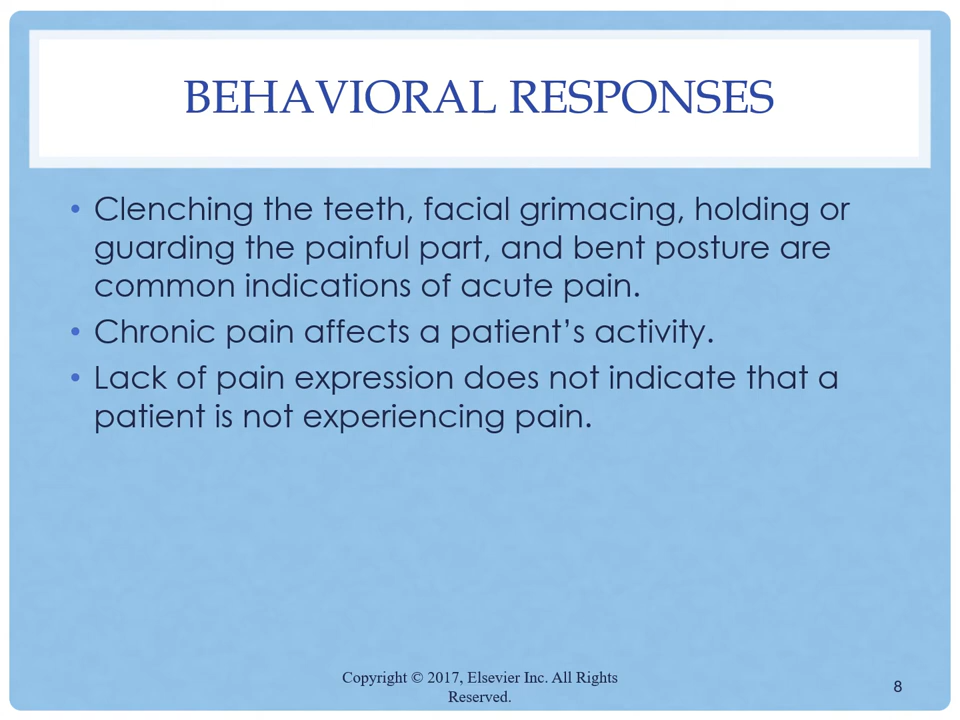 BEHAVIORAL RESPONSES
• Clenching the teeth, facial grimacing, holding or
guarding the painful part, and bent posture are
common indications of acute pain.
• Chronic pain affects a patient’s activity.
• Lack of pain expression does not indicate that a
patient is not experiencing pain.
Copyright © 2017, Elsevier Inc. All Rights
Reserved.
8